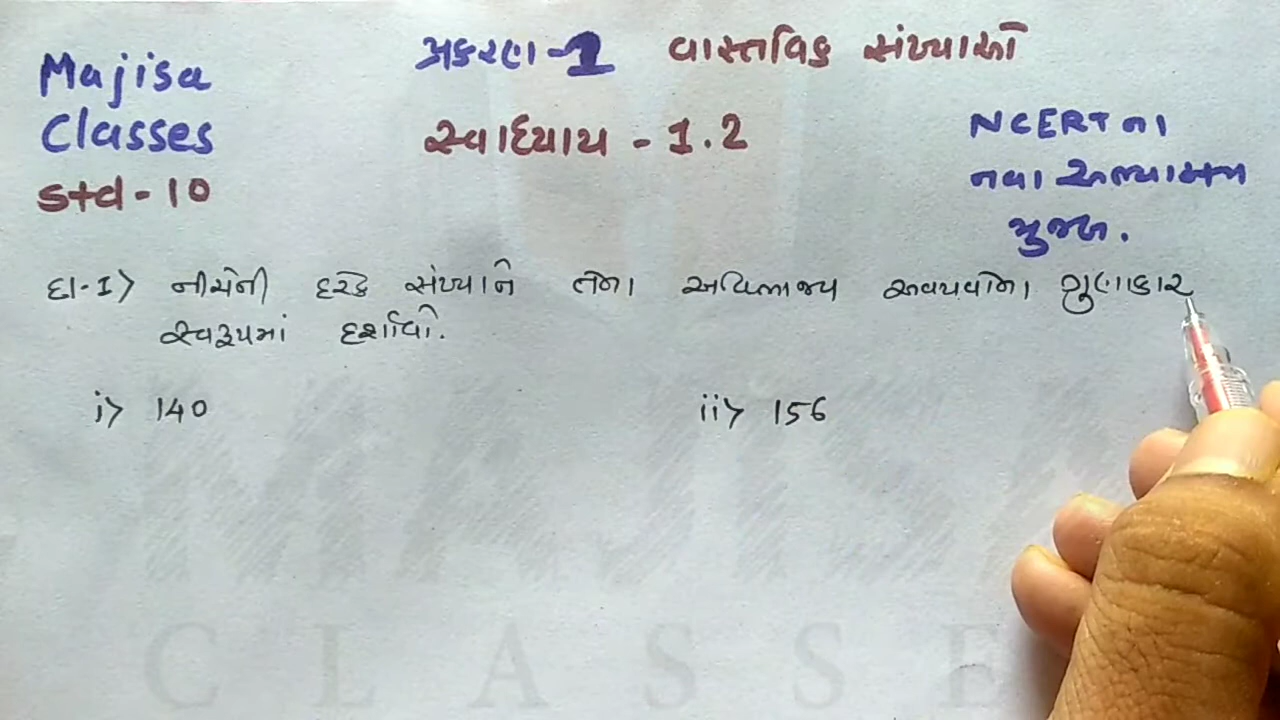 Majisa
Classes
std - 10
પ્રકરણ - 1 વાસ્તવિક સંખ્યાઓ
સ્વાધ્યાય - 1.2
NCERT ના
નવા અભ્યાસક્રમ
મુજબ.
દા-1> નીચેની દરેક સંખ્યાને તેના અવિભાજ્ય અવયવોના ગુણાકાર
સ્વરૂપમાં દર્શાવો.
i> 140
ii> 156
CLASSE